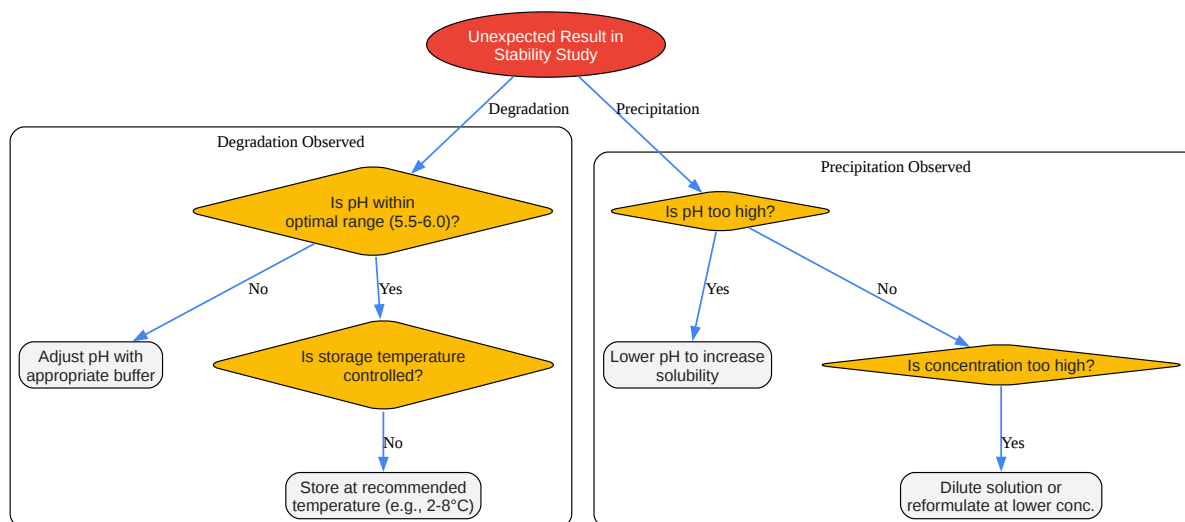 Unexpected Result in
Stability Study
Degradation
Precipitation
Degradation Observed
Is pH within
optimal range (5.5-6.0)?
No
Yes
Adjust pH with
appropriate buffer
Is storage temperature
controlled?
No
Store at recommended
temperature (e.g., 2-8°C)
Precipitation Observed
Is pH too high?
Yes
No
Lower pH to increase
solubility
Is concentration too high?
Yes
Dilute solution or
reformulate at lower conc.